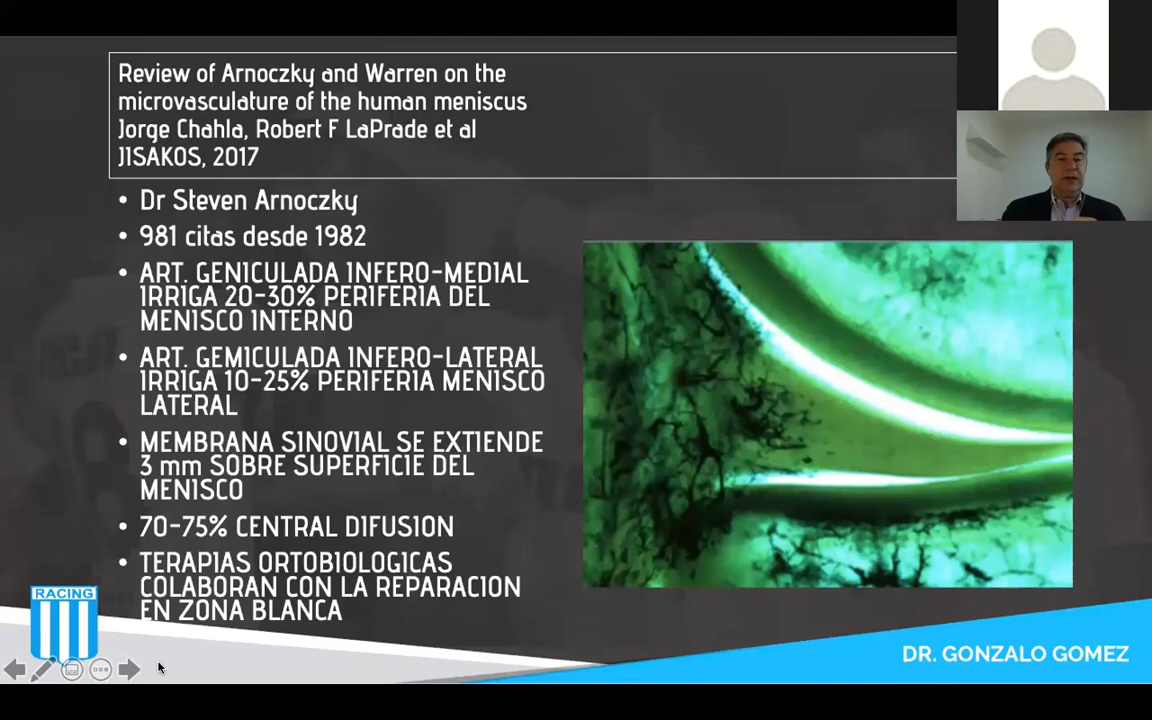 Review of Arnoczky and Warren on the
microvasculature of the human meniscus
Jorge Chahla, Robert F LaPrade et al
JISAKOS, 2017
• Dr Steven Arnoczky
• 981 citas desde 1982
• ART. GENICULADA INFERO-MEDIAL
IRRIGA 20-30% PERIFERIA DEL
MENISCO INTERNO
• ART. GEMICULADA INFERO-LATERAL
IRRIGA 10-25% PERIFERIA MENISCO
LATERAL
• MEMBRANA SINOVIAL SE EXTIENDE
3 mm SOBRE SUPERFICIE DEL
MENISCO
• 70-75% CENTRAL DIFUSION
• TERAPIAS ORTOBIOLOGICAS
COLABORAN CON LA REPARACION
EN ZONA BLANCA
RACING
DR. GONZALO GOMEZ